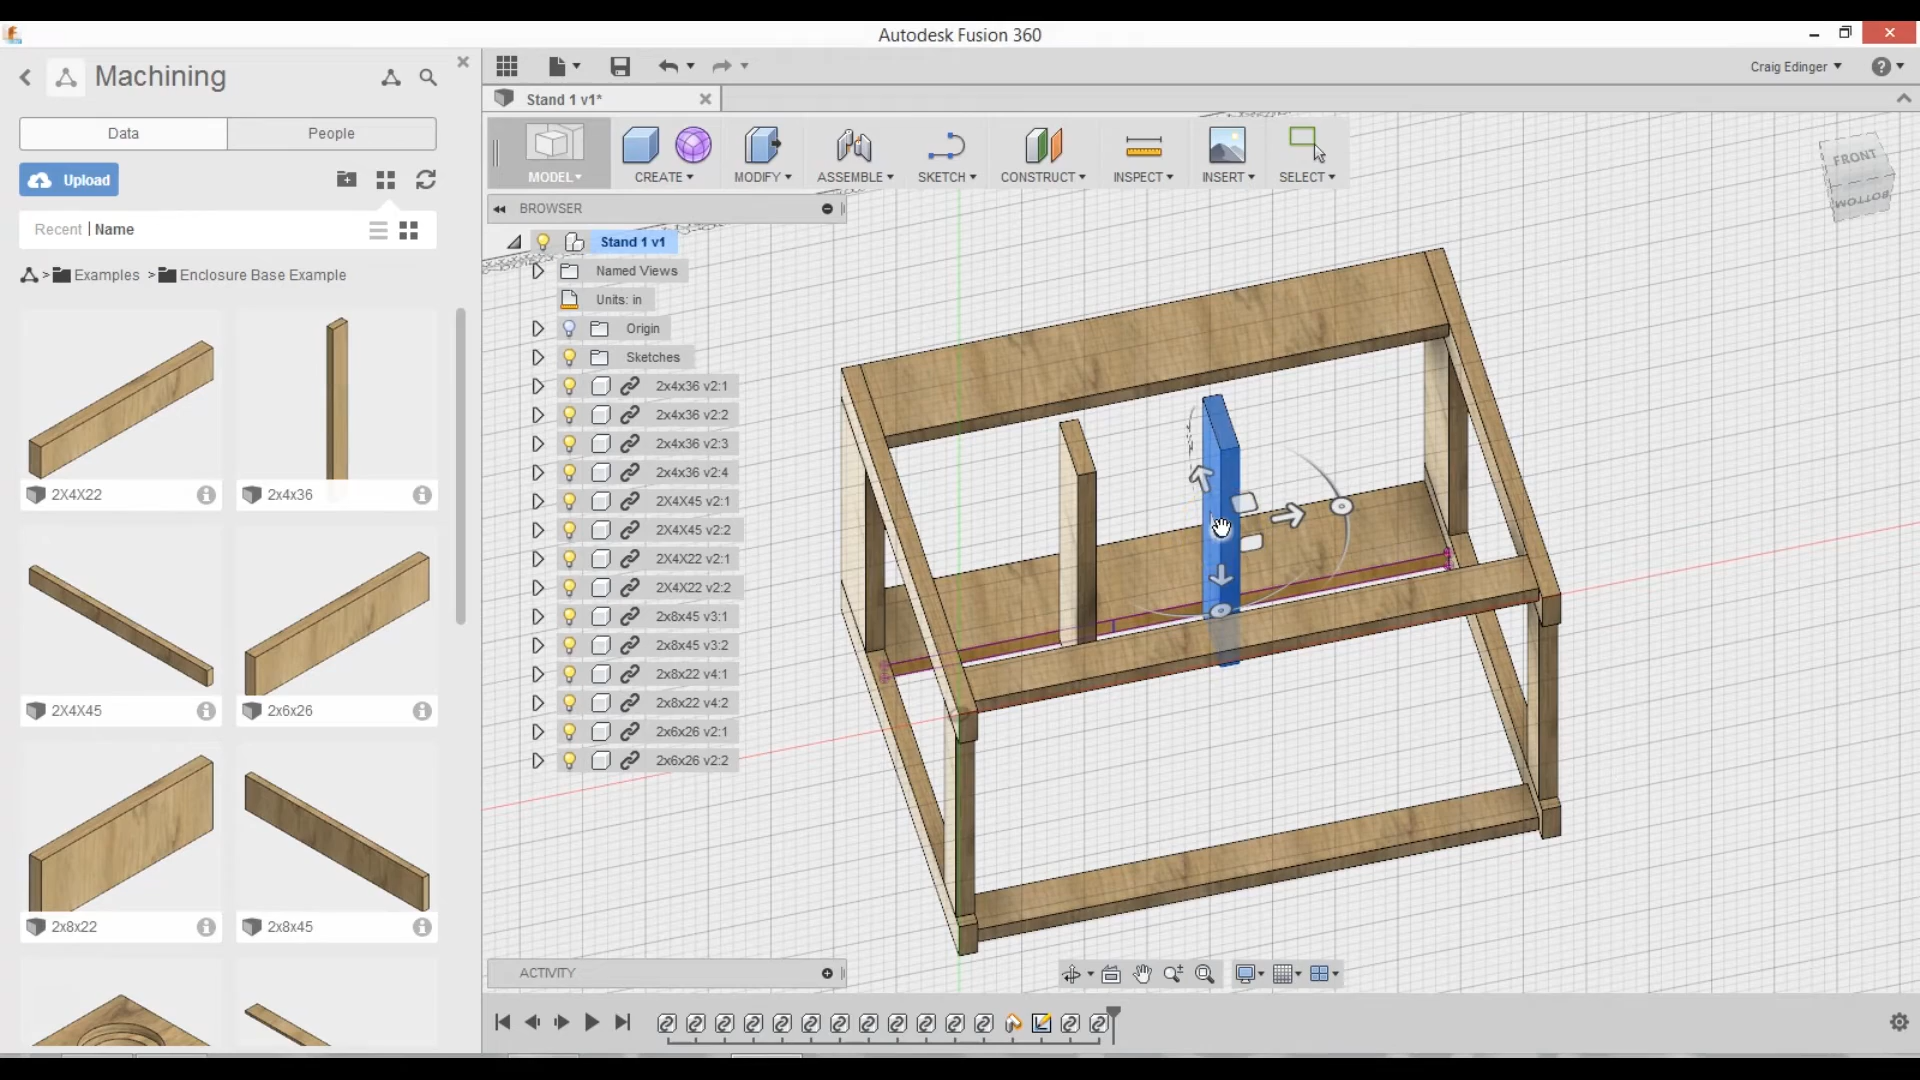 Autodesk Fusion 360
Machining
Data
People
Upload
Recent | Name
> Examples > Enclosure Base Example
2X4X22
2x4x36
2X4X45
2x6x26
2x8x22
2x8x45
Craig Edinger
Stand 1 v1*
MODEL
CREATE
MODIFY
ASSEMBLE
SKETCH
CONSTRUCT
INSPECT
INSERT
SELECT
BROWSER
Stand 1 v1
Named Views
Units: in
Origin
Sketches
2x4x36 v2:1
2x4x36 v2:2
2x4x36 v2:3
2x4x36 v2:4
2X4X45 v2:1
2X4X45 v2:2
2X4X22 v2:1
2X4X22 v2:2
2x8x45 v3:1
2x8x45 v3:2
2x8x22 v4:1
2x8x22 v4:2
2x6x26 v2:1
2x6x26 v2:2
FRONT
BOTTOM
ACTIVITY